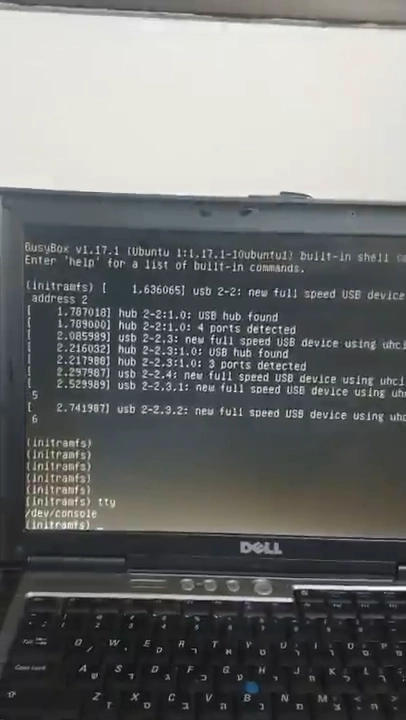 BusyBox v1.17.1 (Ubuntu 1:1.17.1-10ubuntu1) built-in shell
Enter 'help' for a list of built-in commands.
(initramfs) [ 1.636065] usb 2-2: new full speed USB device
address 2
[ 1.787018] hub 2-2:1.0: USB hub found
[ 1.789000] hub 2-2:1.0: 4 ports detected
[ 2.085989] usb 2-2.3: new full speed USB device using uhci
[ 2.216032] hub 2-2.3:1.0: USB hub found
[ 2.217988] hub 2-2.3:1.0: 3 ports detected
[ 2.297987] usb 2-2.4: new full speed USB device using uhci
[ 2.529989] usb 2-2.3.1: new full speed USB device using
5
[ 2.741987] usb 2-2.3.2: new full speed USB device using
6
(initramfs)
(initramfs)
(initramfs)
(initramfs)
(initramfs)
(initramfs) tty
/dev/console
(initramfs) _
DELL